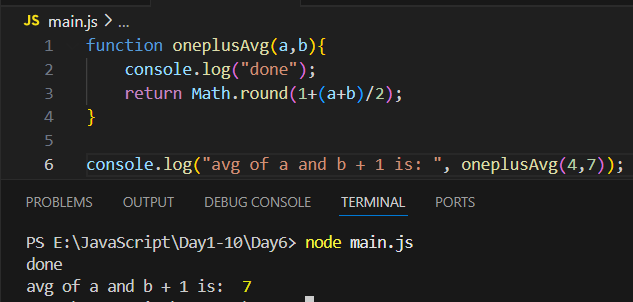 JS main.js > ...
1 function oneplusAvg(a,b){
2     console.log("done");
3     return Math.round(1+(a+b)/2);
4 }
5
6 console.log("avg of a and b + 1 is: ", oneplusAvg(4,7));
PROBLEMS OUTPUT DEBUG CONSOLE TERMINAL PORTS
PS E:\JavaScript\Day1-10\Day6> node main.js
done
avg of a and b + 1 is:  7